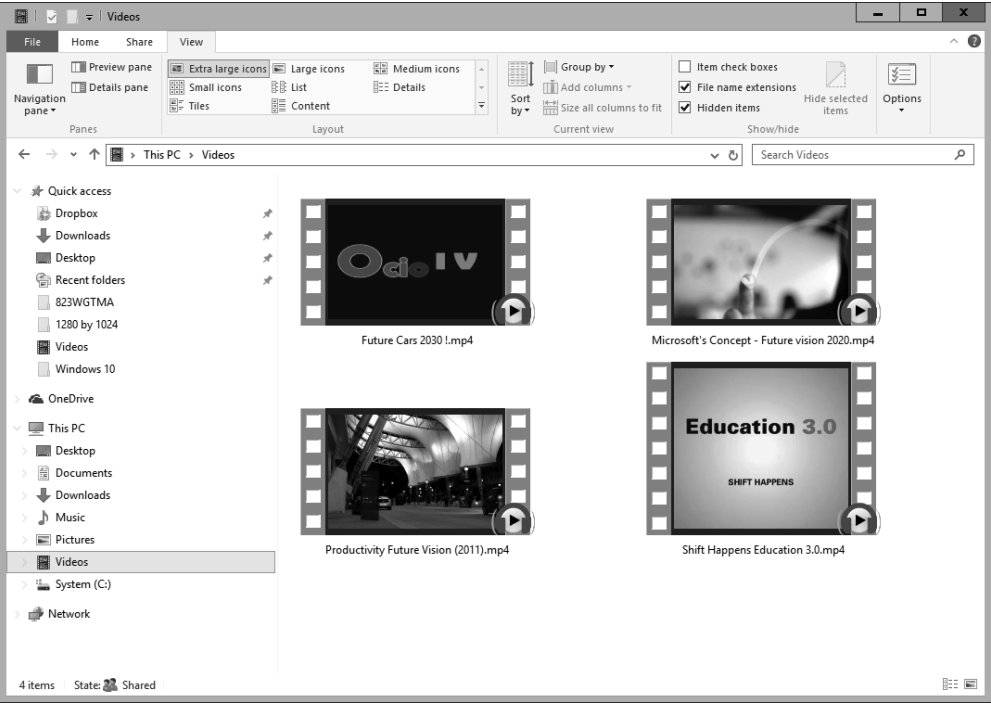 Videos
File Home Share View
Navigation pane
Preview pane
Details pane
Panes
Extra large icons Large icons Medium icons
Small icons List Details
Tiles Content
Layout
Sort by
Group by
Add columns
Size all columns to fit
Current view
Item check boxes
File name extensions
Hidden items
Hide selected items
Show/hide
Options
This PC > Videos
Search Videos
Quick access
Dropbox
Downloads
Desktop
Recent folders
823WGTMA
1280 by 1024
Videos
Windows 10
OneDrive
This PC
Desktop
Documents
Downloads
Music
Pictures
Videos
System (C:)
Network
Ocio IV
Future Cars 2030 !.mp4
Microsoft's Concept - Future vision 2020.mp4
Productivity Future Vision (2011).mp4
Education 3.0
SHIFT HAPPENS
Shift Happens Education 3.0.mp4
4 items State: Shared